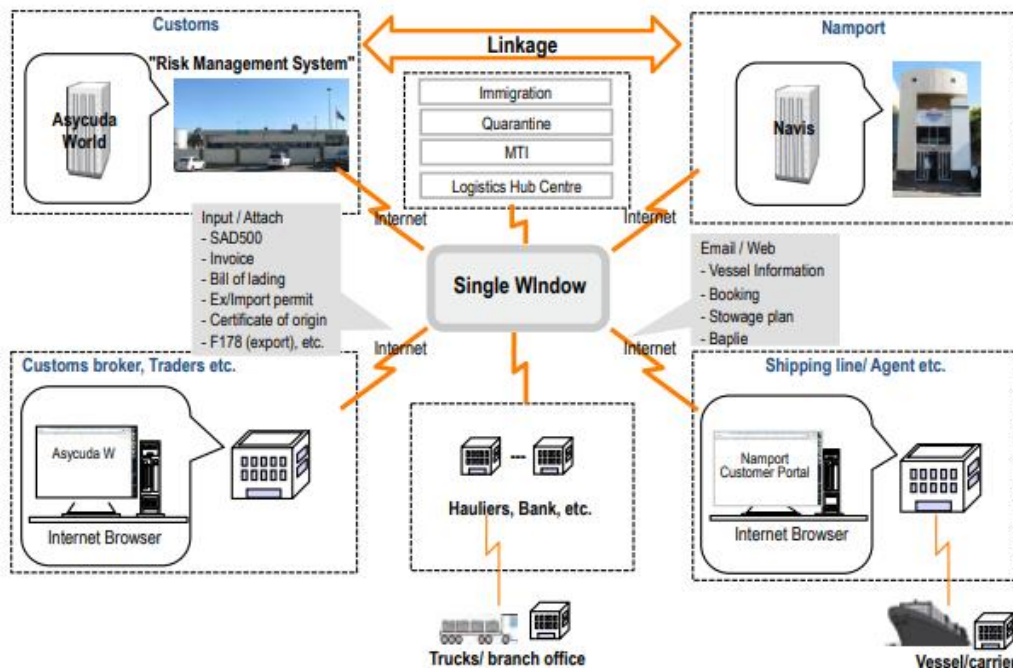 Customs
"Risk Management System"
Asycuda
World
Linkage
Immigration
Quarantine
MTI
Logistics Hub Centre
Namport
Navis
Internet
Internet
Input / Attach
- SAD500
- Invoice
- Bill of lading
- Ex/Import permit
- Certificate of origin
- F178 (export), etc.
Single WIndow
Email / Web
- Vessel Information
- Booking
- Stowage plan
- Baplie
Internet
Internet
Customs broker, Traders etc.
Asycuda W
Internet Browser
Hauliers, Bank, etc.
Trucks/ branch office
Shipping line/ Agent etc.
Namport
Customer Portal
Internet Browser
Vessel/carrier